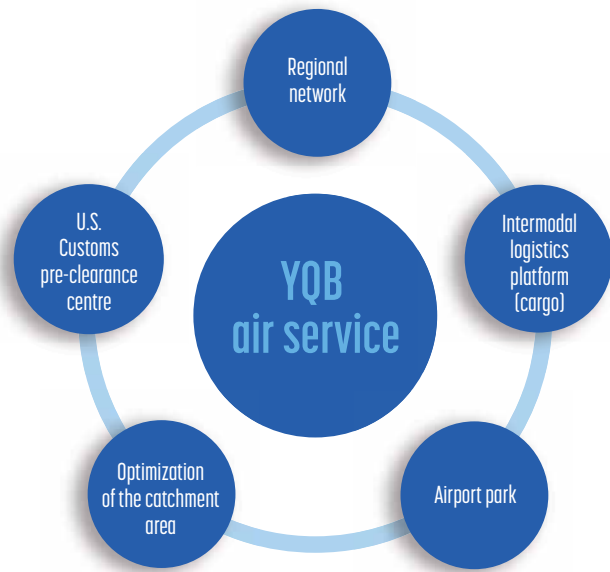 Regional
network
U.S.
Customs
pre-clearance
centre
Intermodal
logistics
platform
(cargo)
YQB
air service
Optimization
of the catchment
area
Airport park